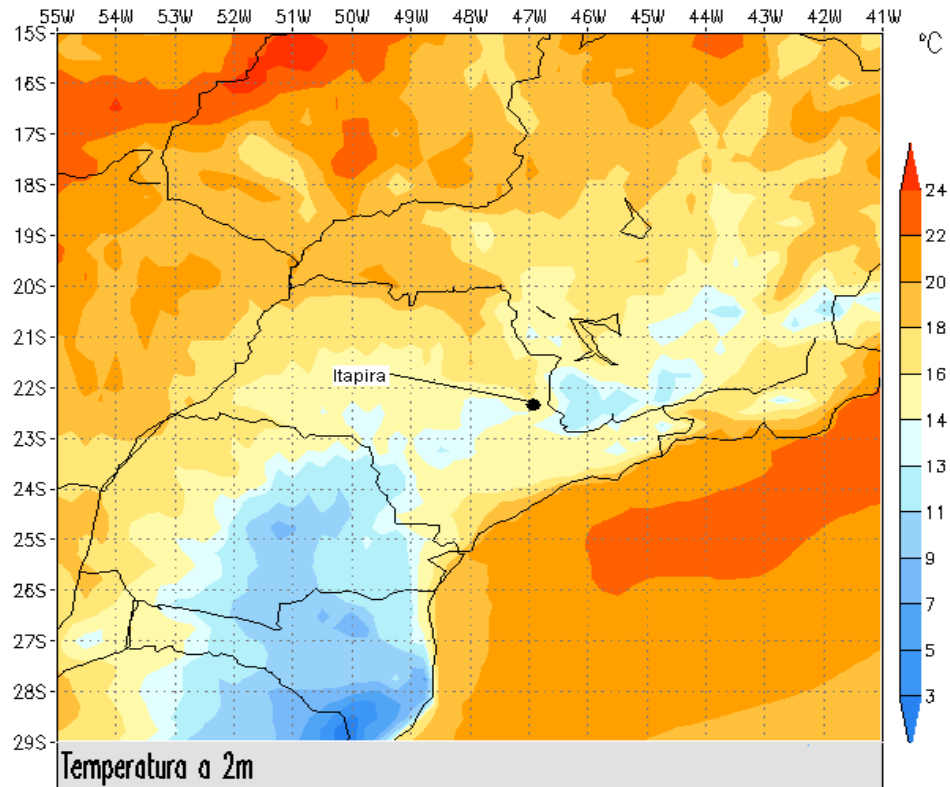 55W 54W 53W 52W 51W 50W 49W 48W 47W 46W 45W 44W 43W 42W 41W
ºC
15S
16S
17S
18S
19S
20S
21S
22S
23S
24S
25S
26S
27S
28S
29S
Itapira
24
22
20
18
16
14
13
11
9
7
5
3
Temperatura a 2m